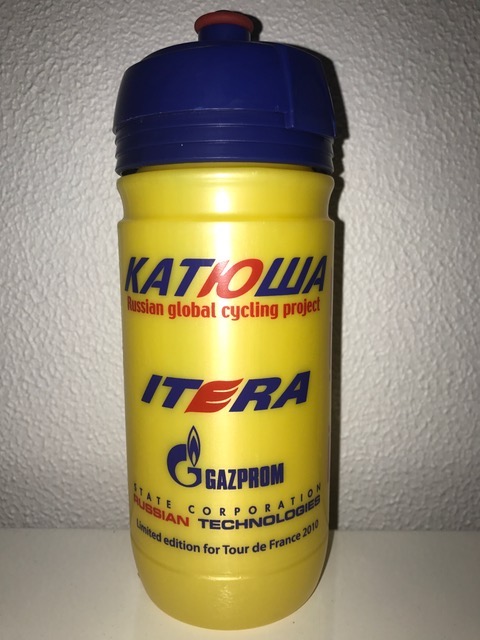 КАТЮША
Russian global cycling project
ITERA
GAZPROM
STATE CORPORATION
RUSSIAN TECHNOLOGIES
Limited edition for Tour de France 2010